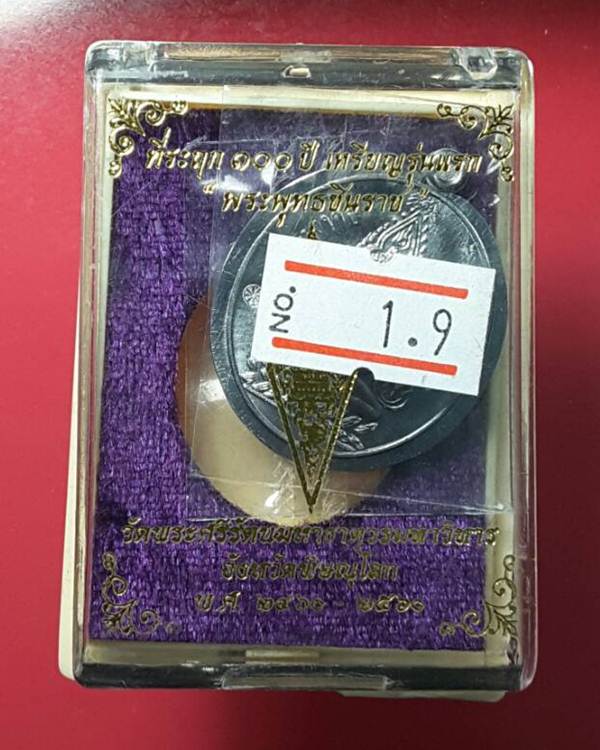 ที่ระฤก ๑๐๐ ปี เหรียญรุ่นแรก
"พระพุทธชินราช"
NO. 1.9
วัดพระศรีรัตนมหาธาตุวรมหาวิหาร
จังหวัดพิษณุโลก
พ.ศ. ๒๔๖๐ - ๒๕๖๐